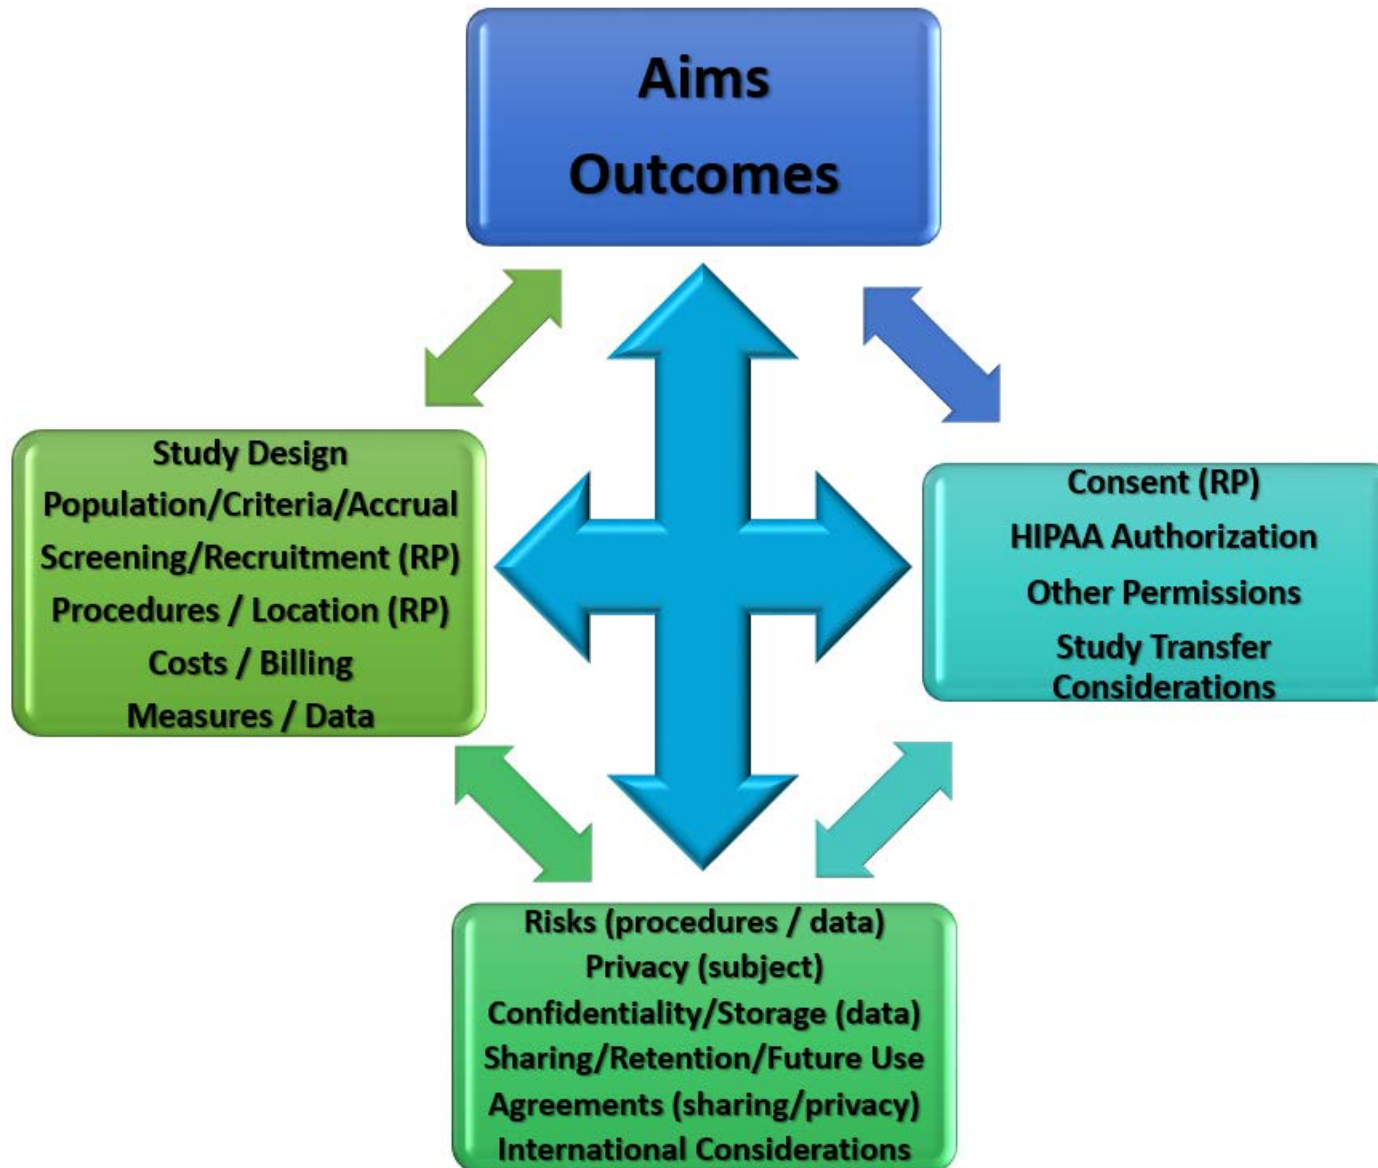 Aims
Outcomes
Study Design
Population/Criteria/Accrual
Screening/Recruitment (RP)
Procedures / Location (RP)
Costs / Billing
Measures / Data
Consent (RP)
HIPAA Authorization
Other Permissions
Study Transfer
Considerations
Risks (procedures / data)
Privacy (subject)
Confidentiality/Storage (data)
Sharing/Retention/Future Use
Agreements (sharing/privacy)
International Considerations